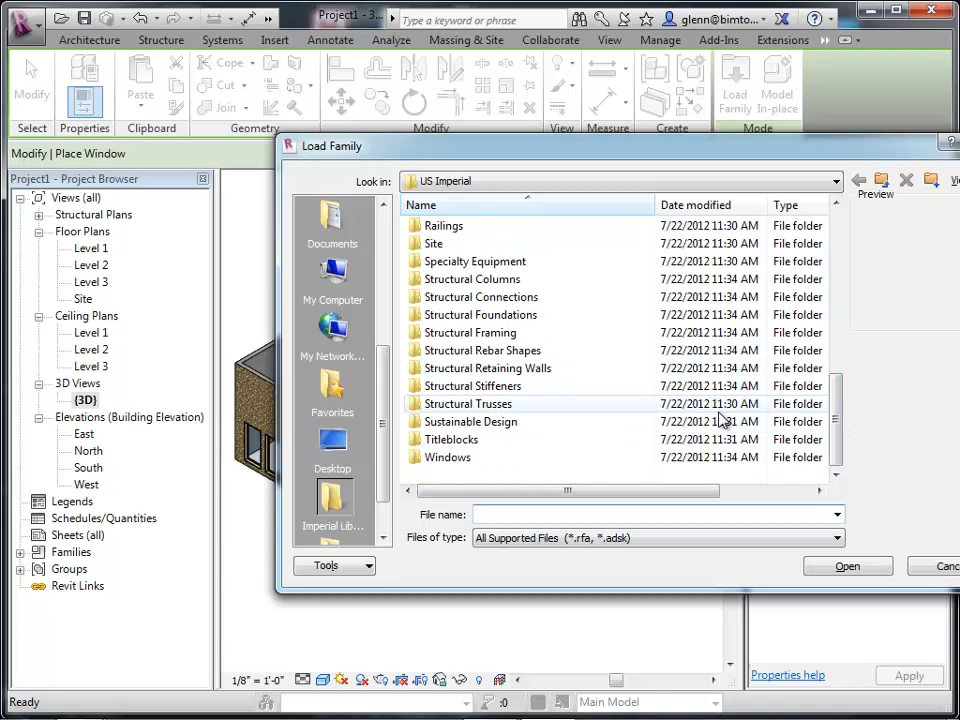 Project1 - 3...
Type a keyword or phrase
glenn@bimto...
Architecture Structure Systems Insert Annotate Analyze Massing & Site Collaborate View Manage Add-Ins Extensions
Modify
Paste
Cope
Cut
Join
Load Family
Model In-place
Select Properties Clipboard Geometry Modify View Measure Create Mode
Modify | Place Window
Project1 - Project Browser
Views (all)
Structural Plans
Floor Plans
Level 1
Level 2
Level 3
Site
Ceiling Plans
Level 1
Level 2
Level 3
3D Views
{3D}
Elevations (Building Elevation)
East
North
South
West
Legends
Schedules/Quantities
Sheets (all)
Families
Groups
Revit Links
Load Family
Look in: US Imperial
Vi
Preview
Documents
My Computer
My Network...
Favorites
Desktop
Imperial Lib...
Name Date modified Type
Railings 7/22/2012 11:30 AM File folder
Site 7/22/2012 11:30 AM File folder
Specialty Equipment 7/22/2012 11:30 AM File folder
Structural Columns 7/22/2012 11:34 AM File folder
Structural Connections 7/22/2012 11:34 AM File folder
Structural Foundations 7/22/2012 11:34 AM File folder
Structural Framing 7/22/2012 11:34 AM File folder
Structural Rebar Shapes 7/22/2012 11:34 AM File folder
Structural Retaining Walls 7/22/2012 11:34 AM File folder
Structural Stiffeners 7/22/2012 11:34 AM File folder
Structural Trusses 7/22/2012 11:30 AM File folder
Sustainable Design 7/22/2012 11:31 AM File folder
Titleblocks 7/22/2012 11:31 AM File folder
Windows 7/22/2012 11:34 AM File folder
File name:
Files of type: All Supported Files (*.rfa, *.adsk)
Tools
Open
Canc
1/8" = 1'-0"
Properties help
Apply
Ready
:0
Main Model